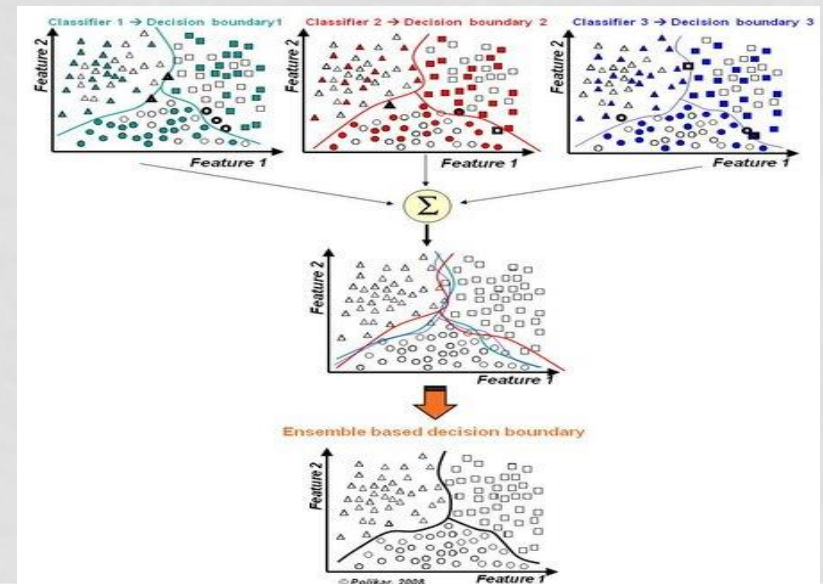 Classifier 1 → Decision boundary1
Classifier 2 → Decision boundary 2
Classifier 3 → Decision boundary 3
Feature 2
Feature 1
Feature 2
Feature 1
Feature 2
Feature 1
Σ
Feature 2
Feature 1
Ensemble based decision boundary
Feature 2
Feature 1
© Polikar, 2008